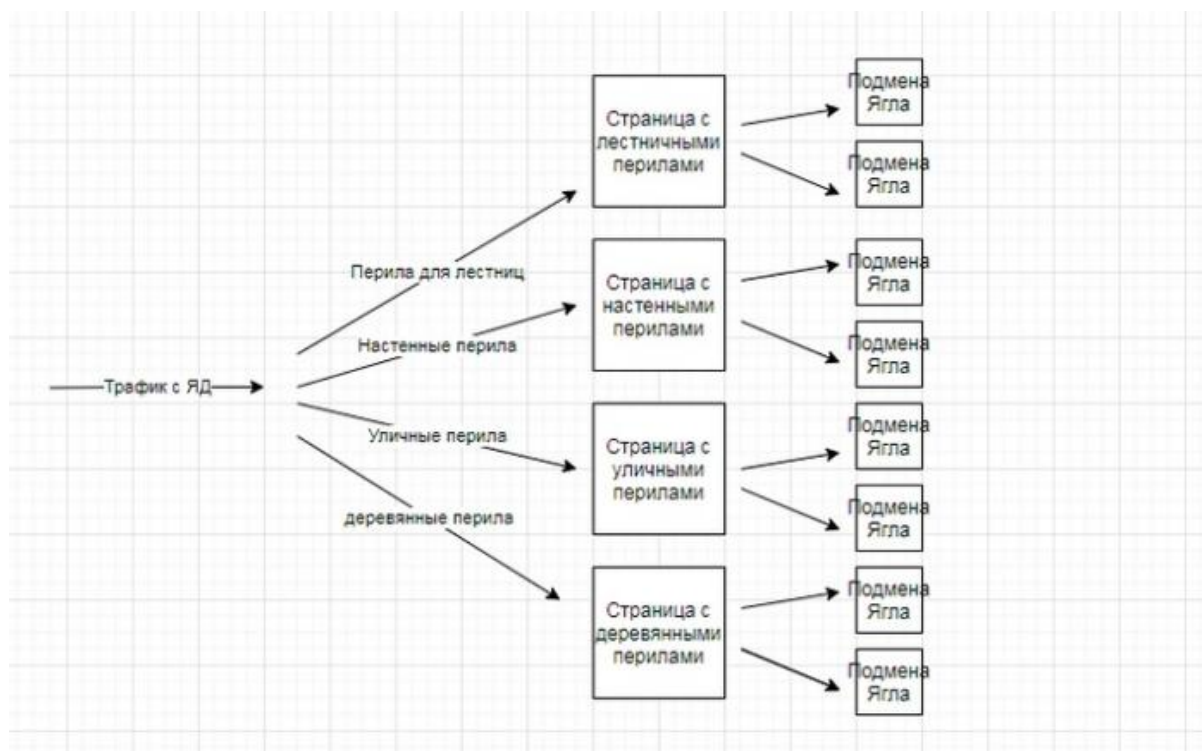 Трафик с ЯД
Перила для лестниц
Настенные перила
Уличные перила
деревянные перила
Страница с
лестничными
перилами
Подмена
Ягла
Подмена
Ягла
Страница с
настенными
перилами
Подмена
Ягла
Подмена
Ягла
Страница с
уличными
перилами
Подмена
Ягла
Подмена
Ягла
Страница с
деревянными
перилами
Подмена
Ягла
Подмена
Ягла